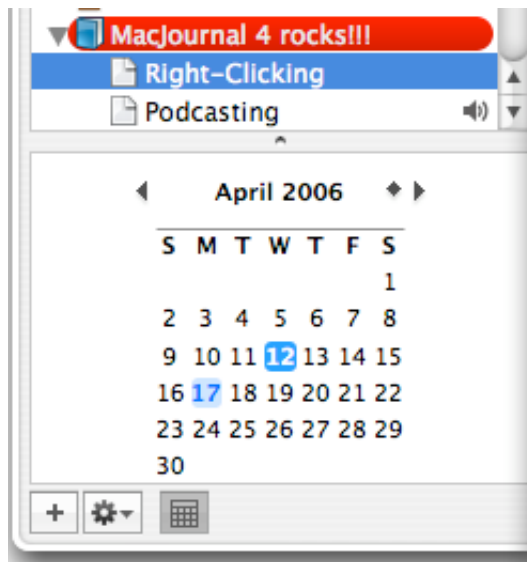 MacJournal 4 rocks!!!
Right-Clicking
Podcasting
April 2006
S M T W T F S
1
2 3 4 5 6 7 8
9 10 11 12 13 14 15
16 17 18 19 20 21 22
23 24 25 26 27 28 29
30